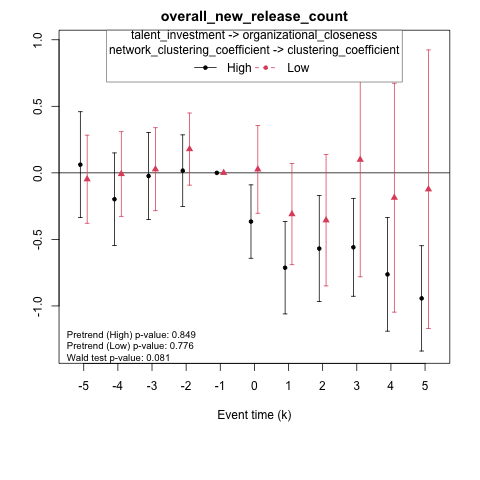 overall_new_release_count
talent_investment -> organizational_closeness
network_clustering_coefficient -> clustering_coefficient
High Low
1.0
0.5
0.0
-0.5
-1.0
Pretrend (High) p-value: 0.849
Pretrend (Low) p-value: 0.776
Wald test p-value: 0.081
-5 -4 -3 -2 -1 0 1 2 3 4 5
Event time (k)